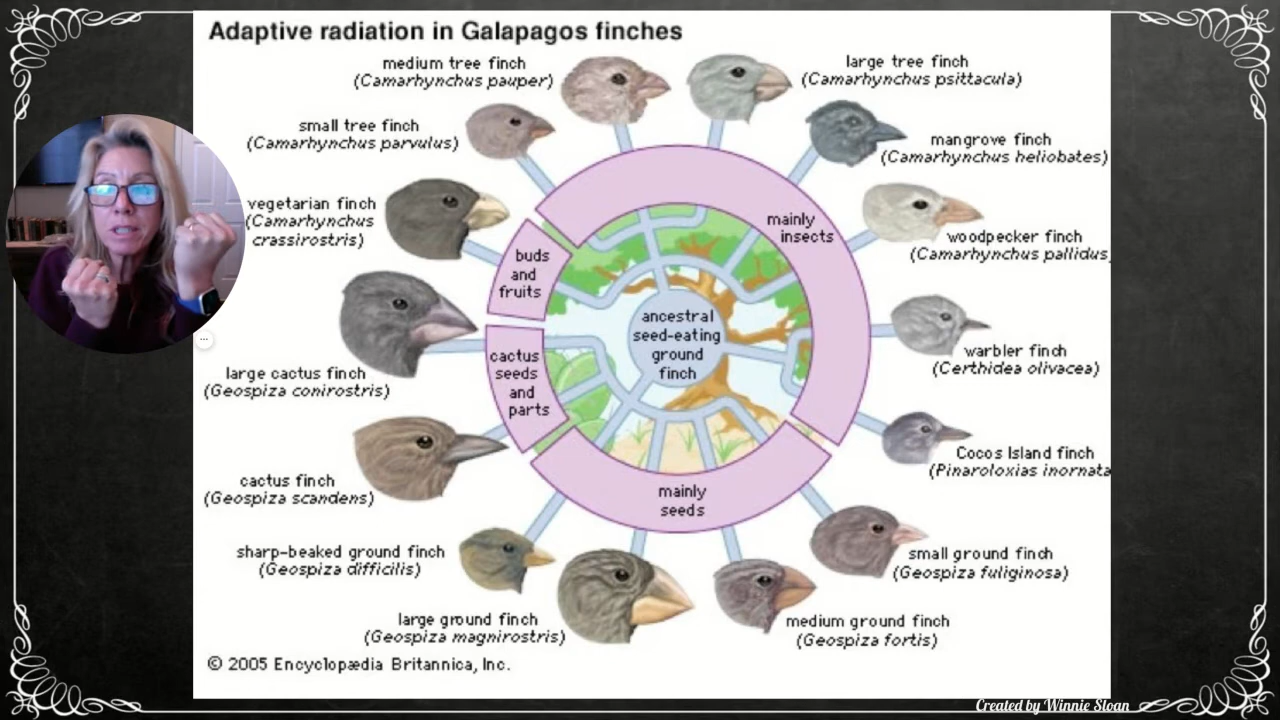 Adaptive radiation in Galapagos finches
medium tree finch
(Camarhynchus pauper)
large tree finch
(Camarhynchus psittacula)
small tree finch
(Camarhynchus parvulus)
mangrove finch
(Camarhynchus heliobates)
vegetarian finch
(Camarhynchus
crassirostris)
mainly
insects
woodpecker finch
(Camarhynchus pallidus
buds
and
fruits
ancestral
seed-eating
ground
finch
warbler finch
(Certhidea olivacea)
cactus
seeds
and
parts
large cactus finch
(Geospiza conirostris)
Cocos Island finch
(Pinaroloxias inornata
cactus finch
(Geospiza scandens)
mainly
seeds
sharp-beaked ground finch
(Geospiza difficilis)
small ground finch
(Geospiza fuliginosa)
large ground finch
(Geospiza magnirostris)
medium ground finch
(Geospiza fortis)
© 2005 Encyclopædia Britannica, Inc.
Created by Winnie Sloan